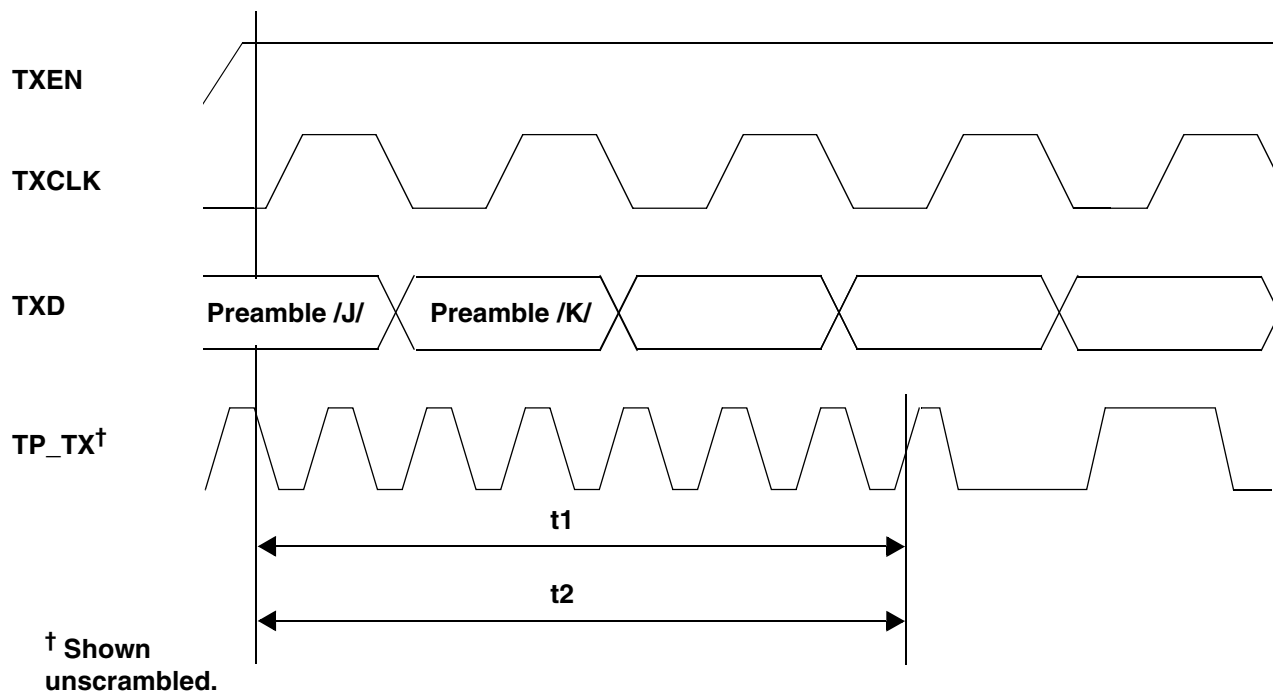 TXEN
TXCLK
TXD
Preamble /J/
Preamble /K/
TP_TX†
t1
t2
† Shown
unscrambled.